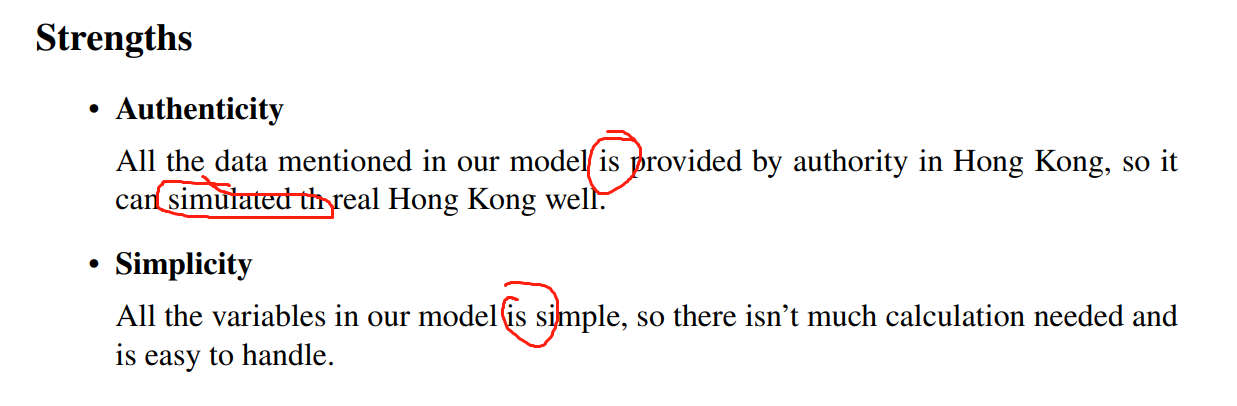 Strengths
• Authenticity
All the data mentioned in our model is provided by authority in Hong Kong, so it
can simulated th real Hong Kong well.
• Simplicity
All the variables in our model is simple, so there isn’t much calculation needed and
is easy to handle.